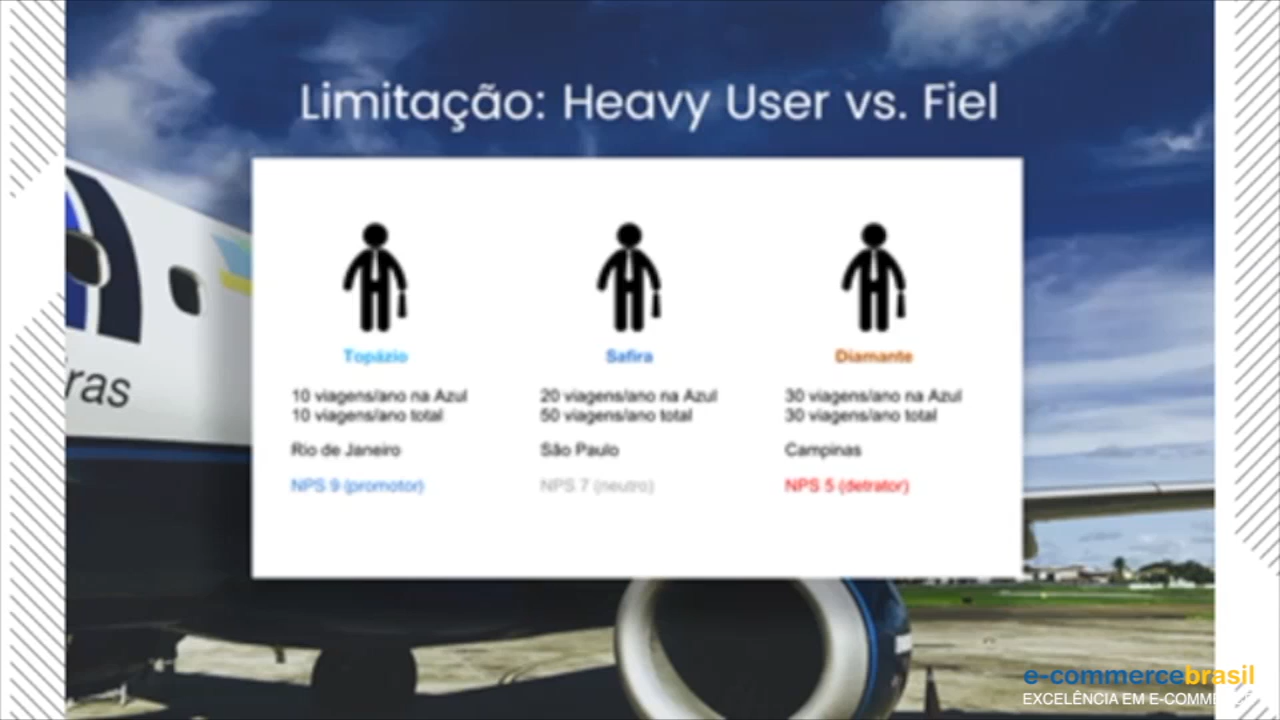 Limitação: Heavy User vs. Fiel
Topázio
10 viagens/ano na Azul
10 viagens/ano total
Rio de Janeiro
NPS 9 (promotor)
Safira
20 viagens/ano na Azul
50 viagens/ano total
São Paulo
NPS 7 (neutro)
Diamante
30 viagens/ano na Azul
30 viagens/ano total
Campinas
NPS 5 (detrator)
ras
e-commercebrasil
EXCELÊNCIA EM E-COMM